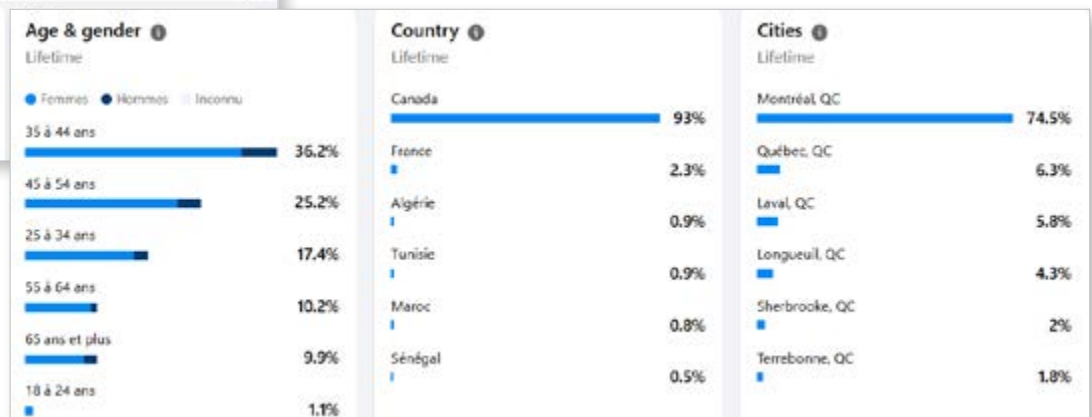 Age & gender
Lifetime
Femmes Hommes Inconnu
35 à 44 ans
36.2%
45 à 54 ans
25.2%
25 à 34 ans
17.4%
55 à 64 ans
10.2%
65 ans et plus
9.9%
18 à 24 ans
1.1%
Country
Lifetime
Canada
93%
France
2.3%
Algérie
0.9%
Tunisie
0.9%
Maroc
0.8%
Sénégal
0.5%
Cities
Lifetime
Montréal, QC
74.5%
Québec, QC
6.3%
Laval, QC
5.8%
Longueuil, QC
4.3%
Sherbrooke, QC
2%
Terrebonne, QC
1.8%